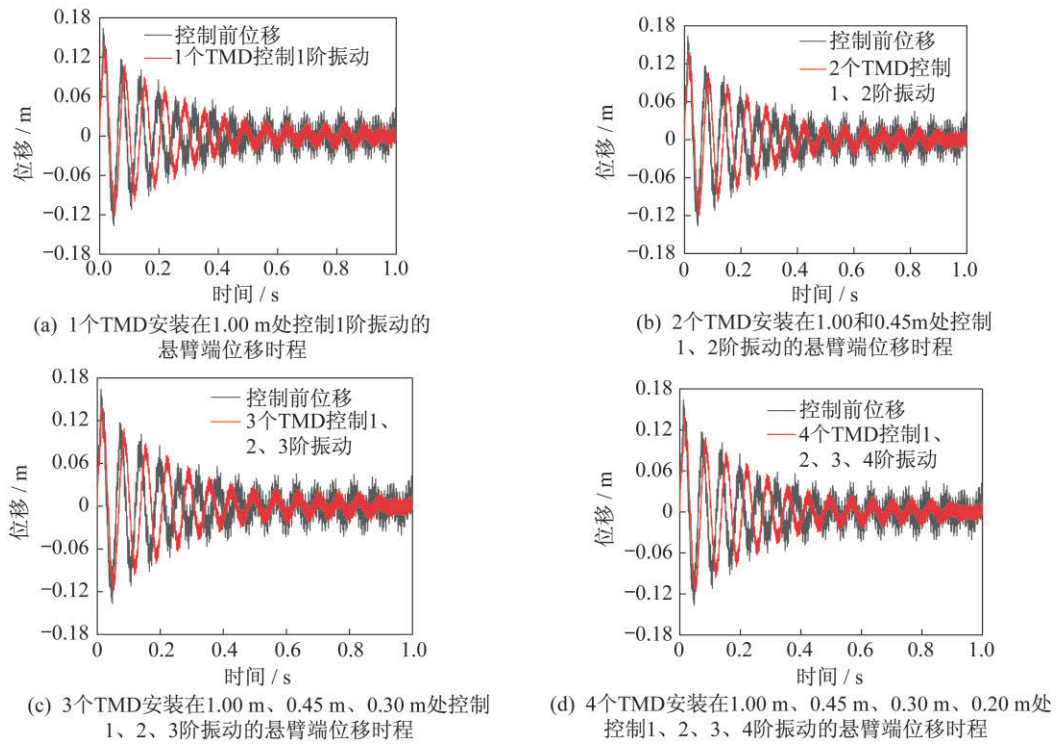 0.18
0.12
0.06
0
−0.06
−0.12
−0.18
位移 / m
控制前位移
1个TMD控制1阶振动
0.0 0.2 0.4 0.6 0.8 1.0
时间 / s
(a) 1个TMD安装在1.00 m处控制1阶振动的
悬臂端位移时程
0.18
0.12
0.06
0
−0.06
−0.12
−0.18
位移 / m
控制前位移
2个TMD控制
1、2阶振动
0 0.2 0.4 0.6 0.8 1.0
时间 / s
(b) 2个TMD安装在1.00和0.45m处控制
1、2阶振动的悬臂端位移时程
0.18
0.12
0.06
0
−0.06
−0.12
−0.18
位移 / m
控制前位移
3个TMD控制1、
2、3阶振动
0 0.2 0.4 0.6 0.8 1.0
时间 / s
(c) 3个TMD安装在1.00 m、0.45 m、0.30 m处控制
1、2、3阶振动的悬臂端位移时程
0.18
0.12
0.06
0
−0.06
−0.12
−0.18
位移 / m
控制前位移
4个TMD控制1、
2、3、4阶振动
0 0.2 0.4 0.6 0.8 1.0
时间 / s
(d) 4个TMD安装在1.00 m、0.45 m、0.30 m、0.20 m处
控制1、2、3、4阶振动的悬臂端位移时程